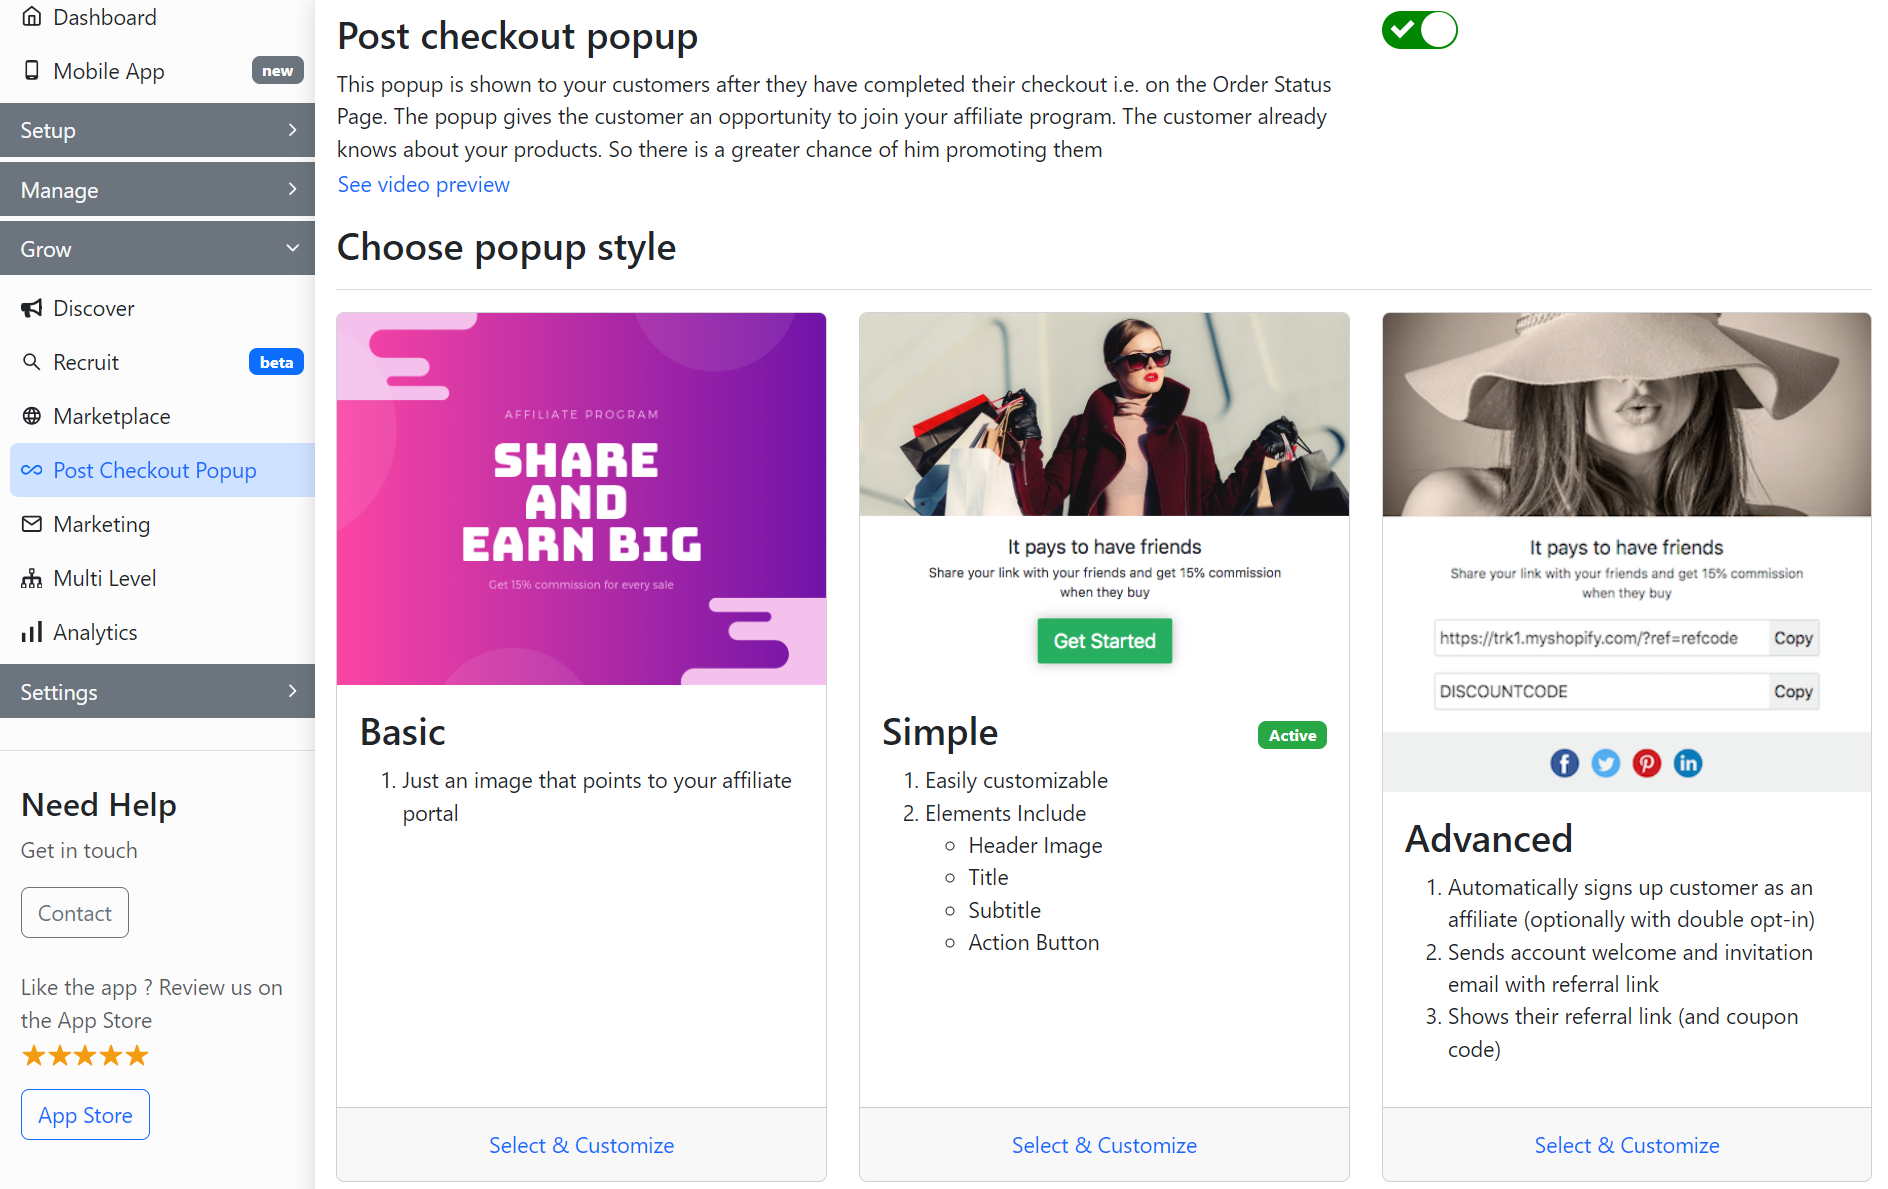 Dashboard
Mobile App
new
Setup
Manage
Grow
Discover
Recruit
beta
Marketplace
Post Checkout Popup
Marketing
Multi Level
Analytics
Settings
Need Help
Get in touch
Contact
Like the app ? Review us on
the App Store
App Store
Post checkout popup
This popup is shown to your customers after they have completed their checkout i.e. on the Order Status
Page. The popup gives the customer an opportunity to join your affiliate program. The customer already
knows about your products. So there is a greater chance of him promoting them
See video preview
Choose popup style
AFFILIATE PROGRAM
SHARE
AND
EARN BIG
Get 15% commission for every sale
Basic
1. Just an image that points to your affiliate
portal
Select & Customize
It pays to have friends
Share your link with your friends and get 15% commission
when they buy
Get Started
Simple
Active
1. Easily customizable
2. Elements Include
Header Image
Title
Subtitle
Action Button
Select & Customize
It pays to have friends
Share your link with your friends and get 15% commission
when they buy
https://trk1.myshopify.com/?ref=refcode
Copy
DISCOUNTCODE
Copy
Advanced
1. Automatically signs up customer as an
affiliate (optionally with double opt-in)
2. Sends account welcome and invitation
email with referral link
3. Shows their referral link (and coupon
code)
Select & Customize